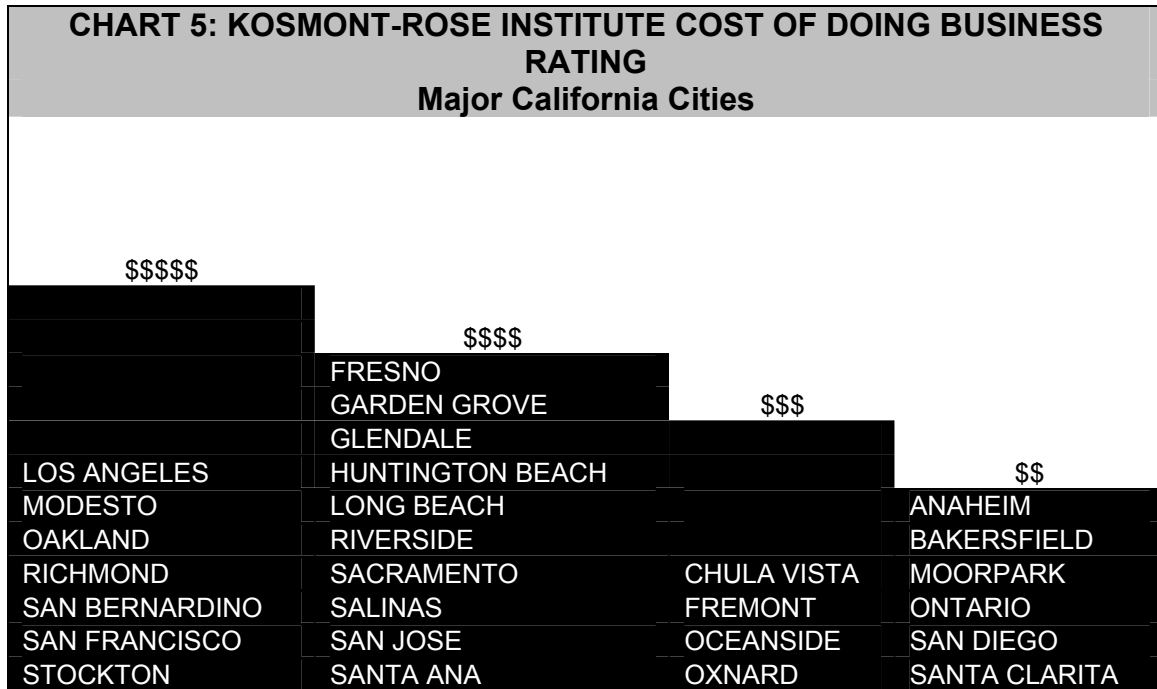 CHART 5: KOSMONT-ROSE INSTITUTE COST OF DOING BUSINESS
RATING
Major California Cities
$$$$$
LOS ANGELES
MODESTO
OAKLAND
RICHMOND
SAN BERNARDINO
SAN FRANCISCO
STOCKTON
$$$$
FRESNO
GARDEN GROVE
GLENDALE
HUNTINGTON BEACH
LONG BEACH
RIVERSIDE
SACRAMENTO
SALINAS
SAN JOSE
SANTA ANA
$$$
CHULA VISTA
FREMONT
OCEANSIDE
OXNARD
$$
ANAHEIM
BAKERSFIELD
MOORPARK
ONTARIO
SAN DIEGO
SANTA CLARITA